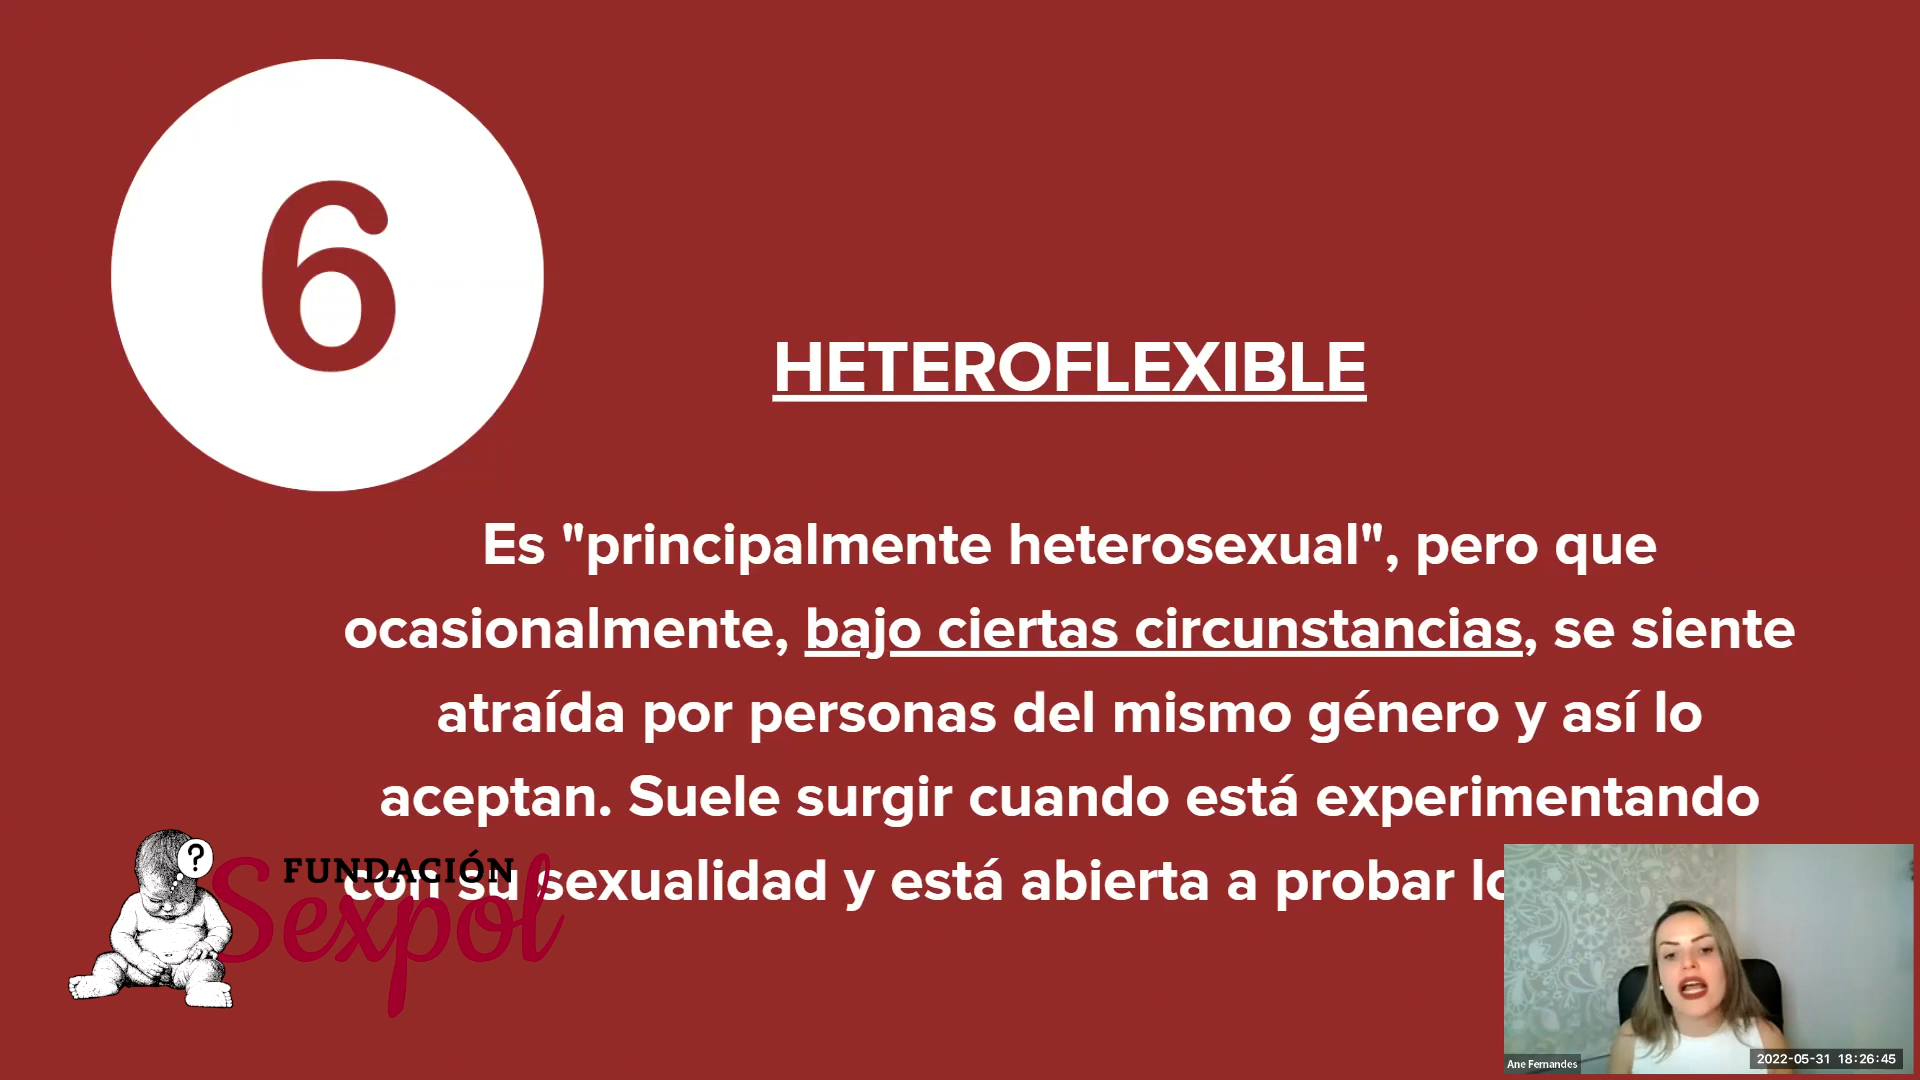 6
HETEROFLEXIBLE
Es "principalmente heterosexual", pero que
ocasionalmente, bajo ciertas circunstancias, se siente
atraída por personas del mismo género y así lo
aceptan. Suele surgir cuando está experimentando
con su sexualidad y está abierta a probar
?
FUNDACIÓN
Sexpol
Ane Fernandes
2022-05-31 18:26:45